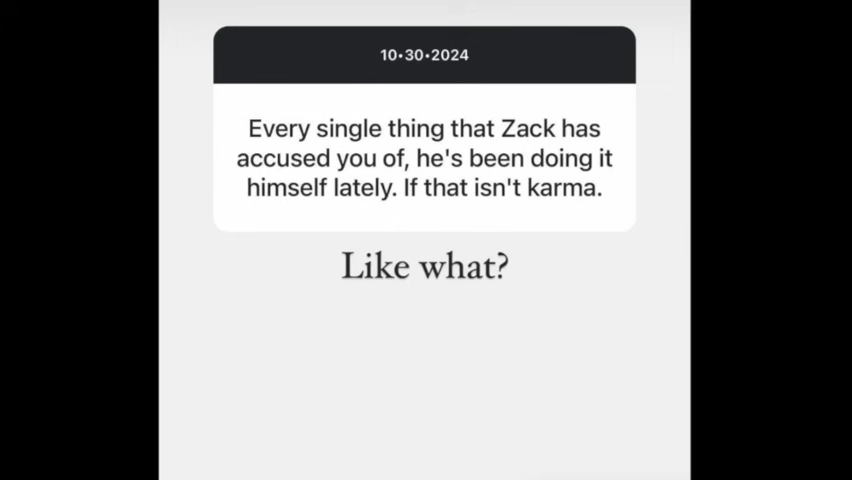 10•30•2024
Every single thing that Zack has
accused you of, he's been doing it
himself lately. If that isn't karma.
Like what?